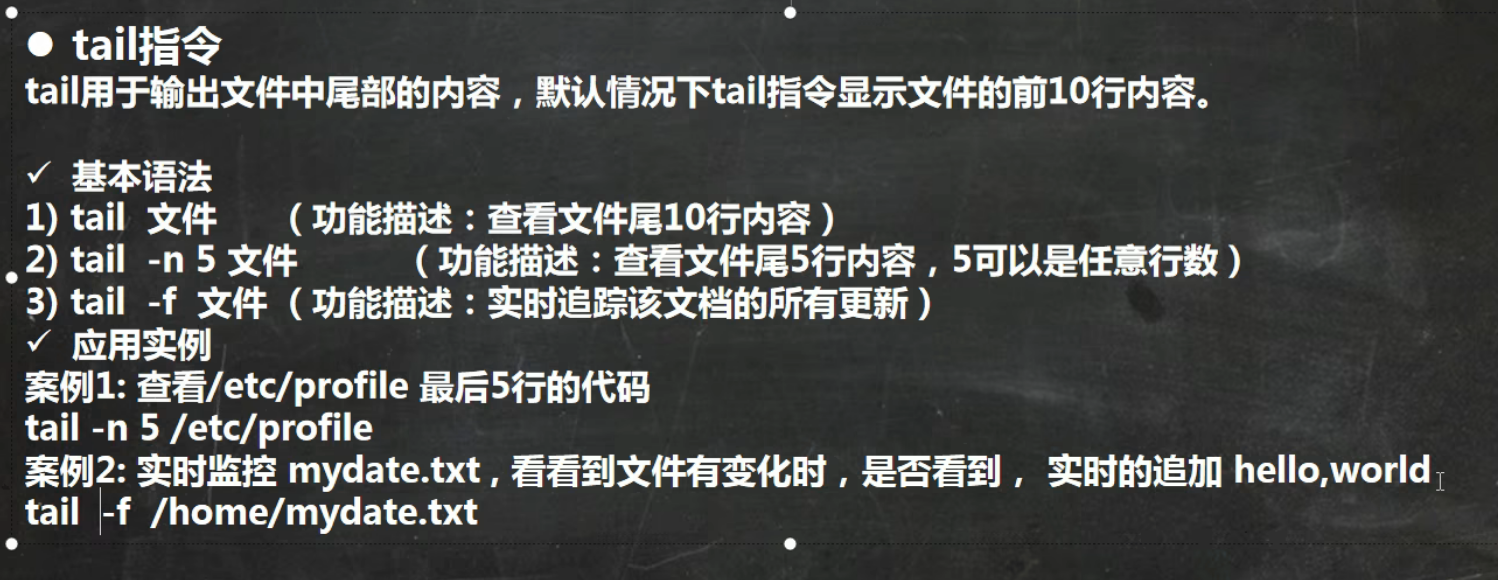 ● tail指令
tail用于输出文件中尾部的内容，默认情况下tail指令显示文件的前10行内容。
✓ 基本语法
1) tail 文件 （功能描述：查看文件尾10行内容）
2) tail -n 5 文件 （功能描述：查看文件尾5行内容，5可以是任意行数）
3) tail -f 文件（功能描述：实时追踪该文档的所有更新）
✓ 应用实例
案例1: 查看/etc/profile 最后5行的代码
tail -n 5 /etc/profile
案例2: 实时监控 mydate.txt , 看看到文件有变化时，是否看到， 实时的追加 hello,world
tail -f /home/mydate.txt